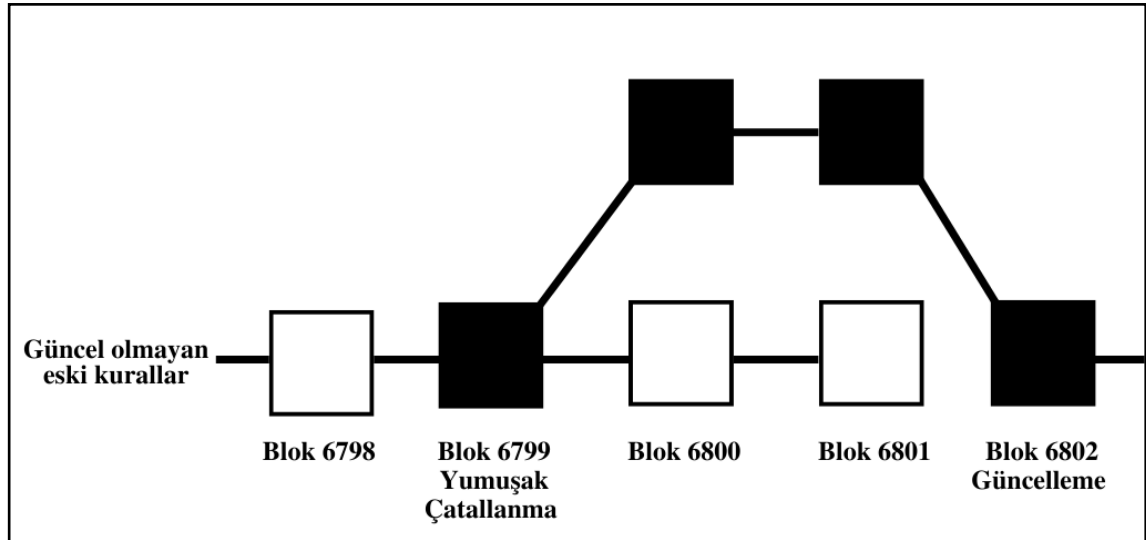 Güncel olmayan
eski kurallar
Blok 6798
Blok 6799
Yumuşak
Çatallanma
Blok 6800
Blok 6801
Blok 6802
Güncelleme